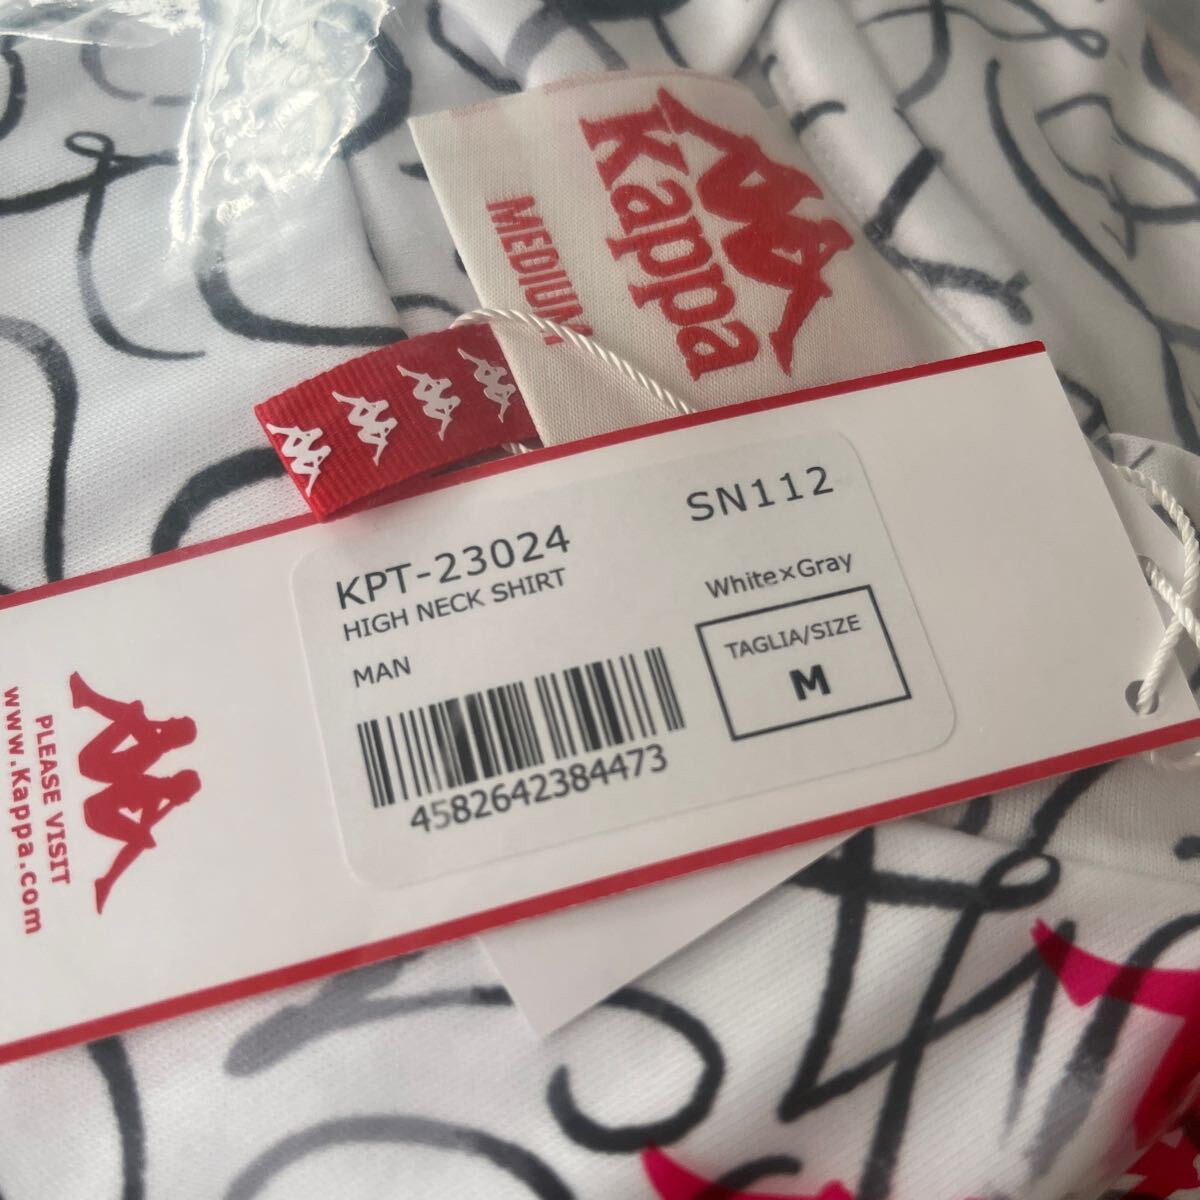 Kappa
MEDIUM
KPT-23024
SN112
HIGH NECK SHIRT
White×Gray
MAN
TAGLIA/SIZE
M
4582642384473
PLEASE VISIT
www.Kappa.com